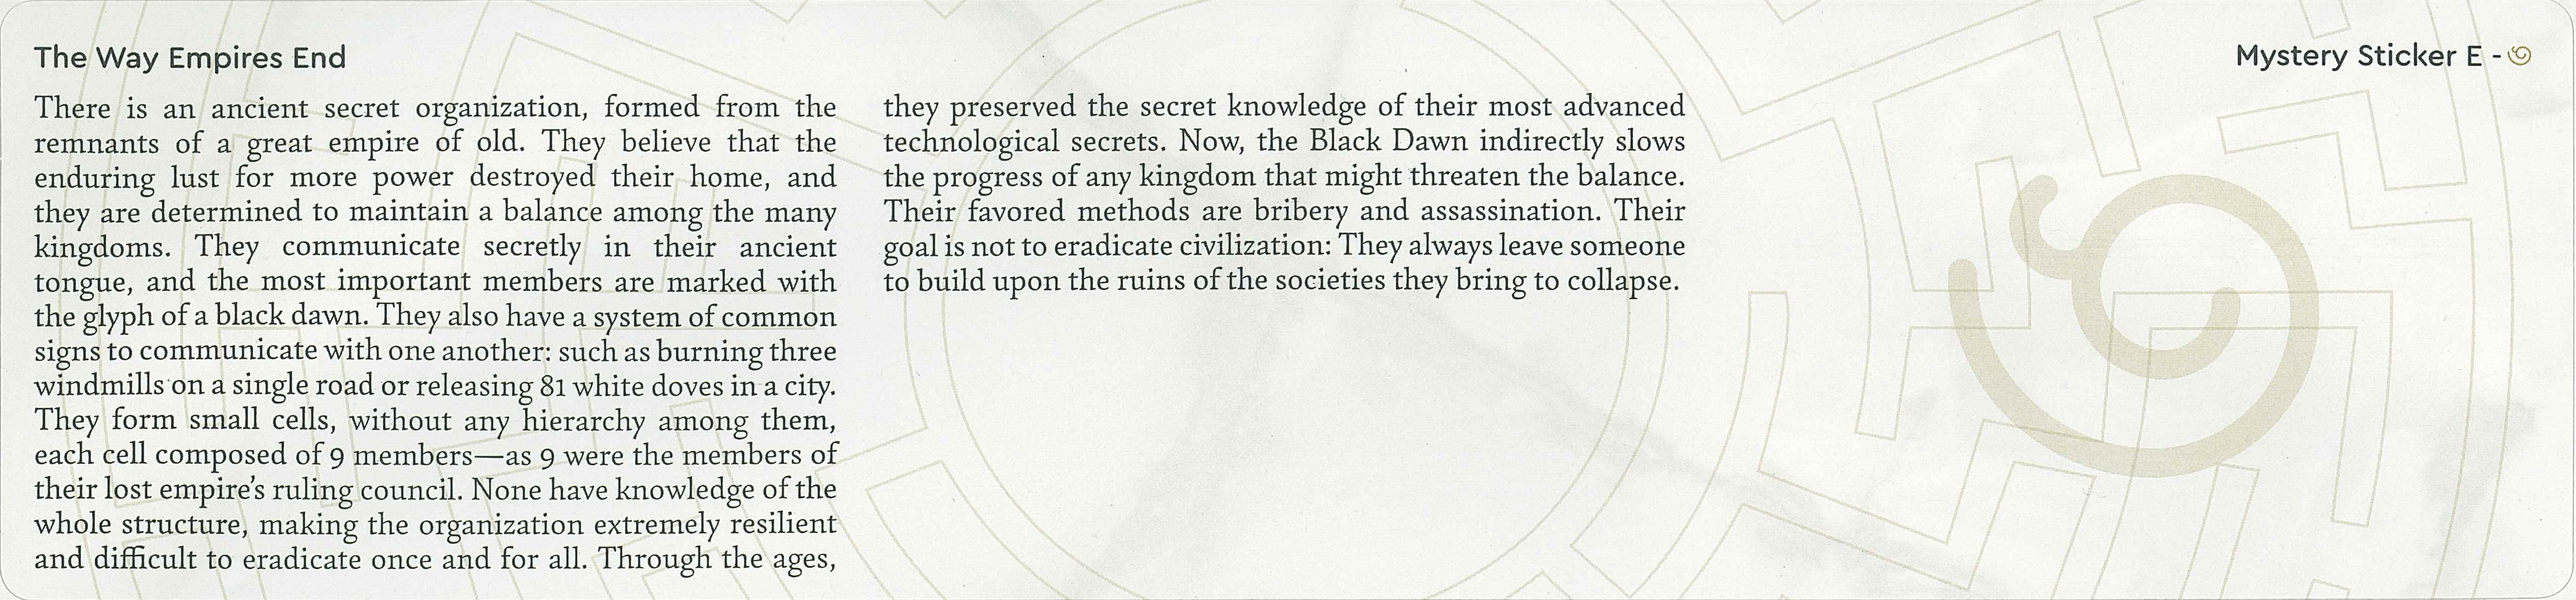 The Way Empires End
Mystery Sticker E -
There is an ancient secret organization, formed from the
remnants of a great empire of old. They believe that the
enduring lust for more power destroyed their home, and
they are determined to maintain a balance among the many
kingdoms. They communicate secretly in their ancient
tongue, and the most important members are marked with
the glyph of a black dawn. They also have a system of common
signs to communicate with one another: such as burning three
windmills on a single road or releasing 81 white doves in a city.
They form small cells, without any hierarchy among them,
each cell composed of 9 members—as 9 were the members of
their lost empire's ruling council. None have knowledge of the
whole structure, making the organization extremely resilient
and difficult to eradicate once and for all. Through the ages,
they preserved the secret knowledge of their most advanced
technological secrets. Now, the Black Dawn indirectly slows
the progress of any kingdom that might threaten the balance.
Their favored methods are bribery and assassination. Their
goal is not to eradicate civilization: They always leave someone
to build upon the ruins of the societies they bring to collapse.